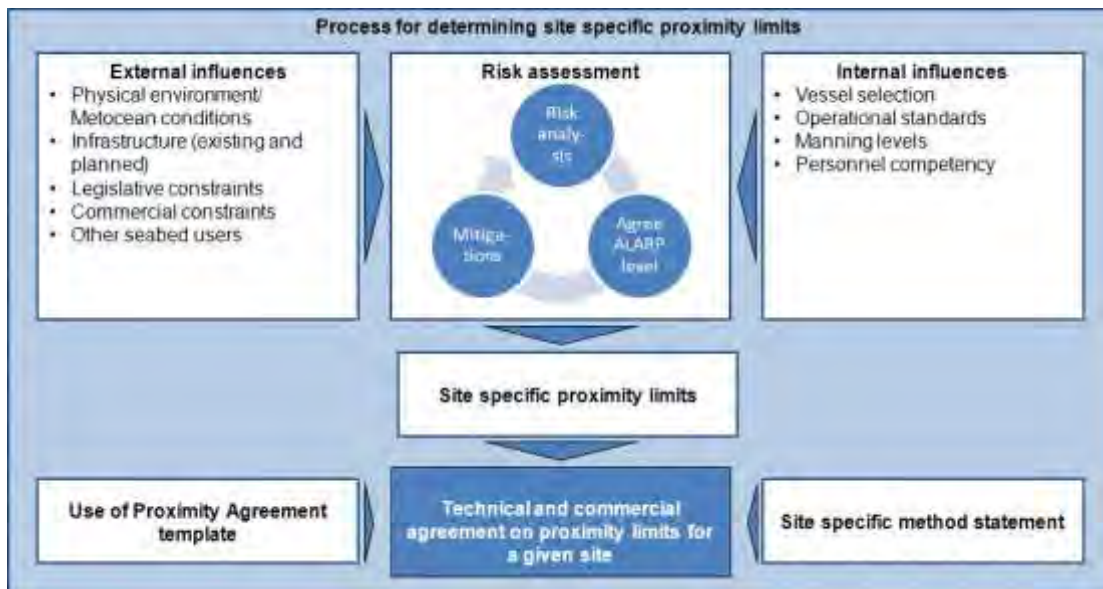 Process for determining site specific proximity limits
External influences
• Physical environment/
Metocean conditions
• Infrastructure (existing and
planned)
• Legislative constraints
• Commercial constraints
• Other seabed users
Risk assessment
Risk
analy-
sis
Mitiga-
tions
Agree
ALARP
level
Internal influences
• Vessel selection
• Operational standards
• Manning levels
• Personnel competency
Site specific proximity limits
Use of Proximity Agreement
template
Technical and commercial
agreement on proximity limits for
a given site
Site specific method statement